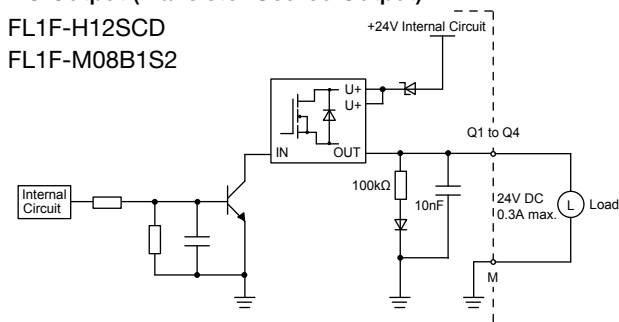 FL1F-H12SCD
FL1F-M08B1S2
+24V Internal Circuit
U+
U+
IN
OUT
Q1 to Q4
Internal
Circuit
100kΩ
10nF
24V DC
0.3A max.
L
Load
M